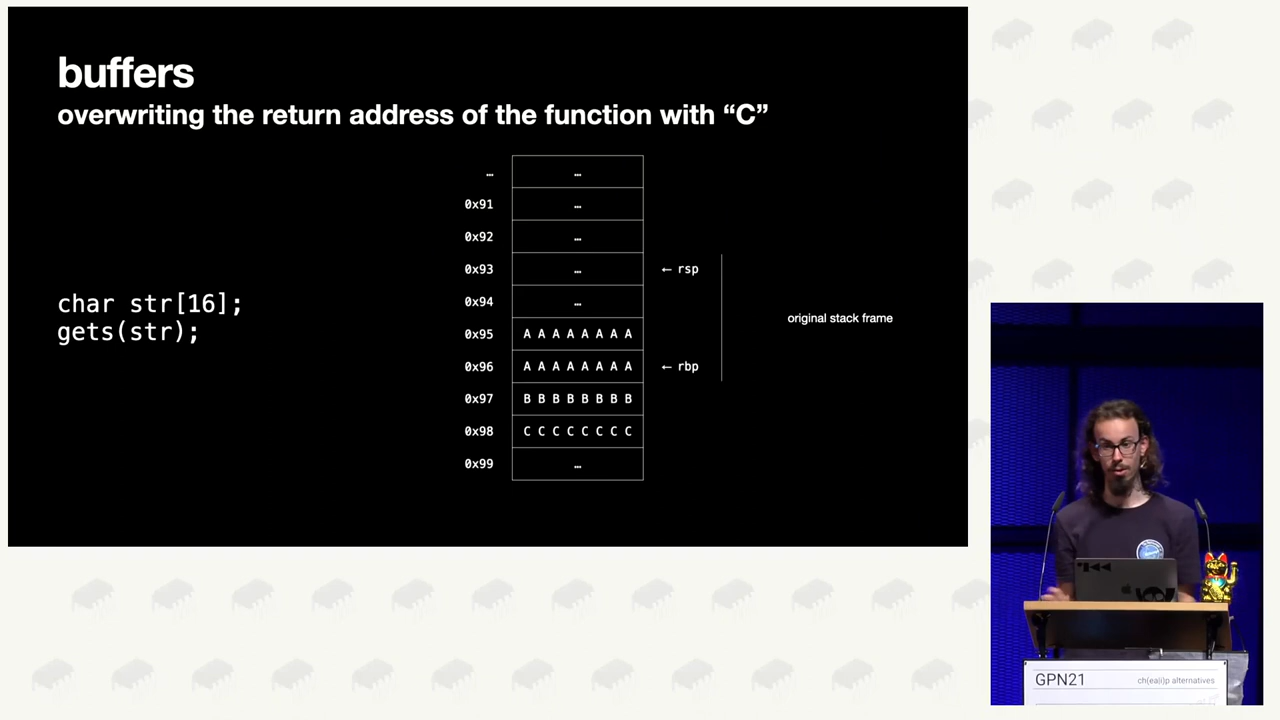 buffers
overwriting the return address of the function with “C”
char str[16];
gets(str);
… …
0x91 …
0x92 …
0x93 … ← rsp
0x94 …
0x95 A A A A A A A A
0x96 A A A A A A A A ← rbp
0x97 B B B B B B B B
0x98 C C C C C C C C
0x99 …
original stack frame
GPN21 ch(ea(i)p alternatives